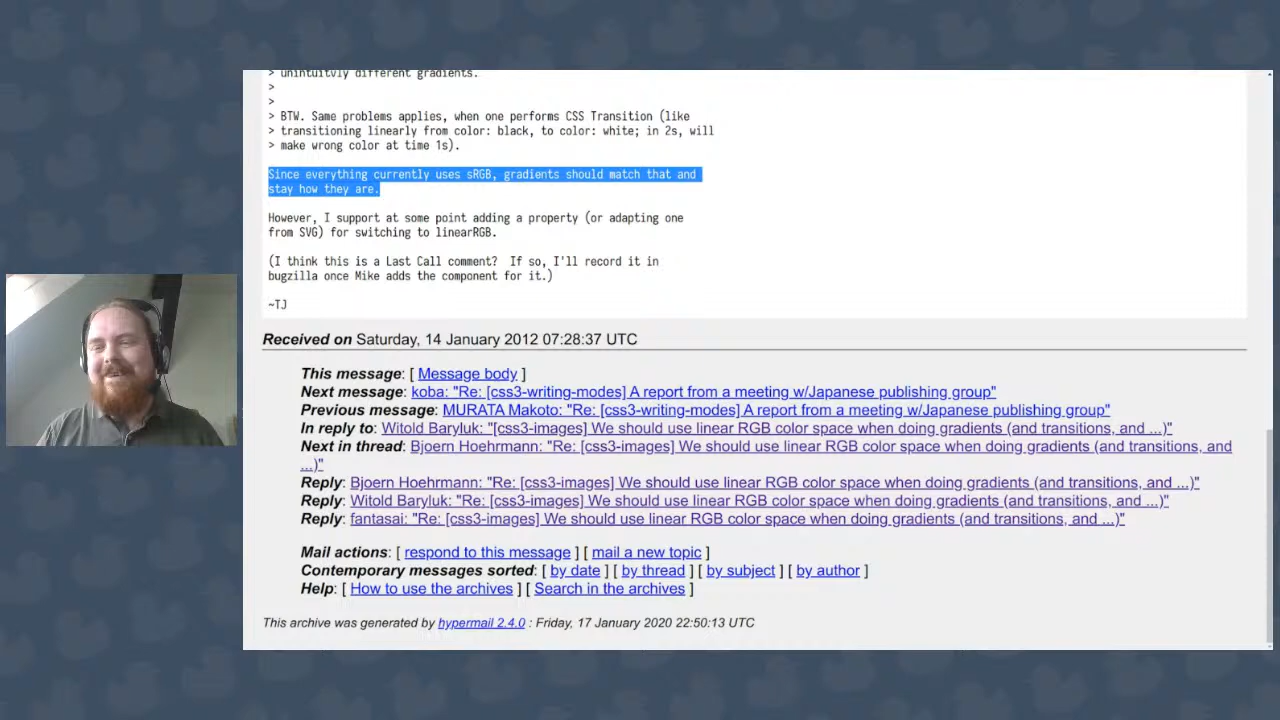 > unintuitvly different gradients.
>
>
> BTW. Same problems applies, when one performs CSS Transition (like
> transitioning linearly from color: black, to color: white; in 2s, will
> make wrong color at time 1s).
Since everything currently uses sRGB, gradients should match that and
stay how they are.
However, I support at some point adding a property (or adapting one
from SVG) for switching to linearRGB.
(I think this is a Last Call comment?  If so, I'll record it in
bugzilla once Mike adds the component for it.)
~TJ
Received on Saturday, 14 January 2012 07:28:37 UTC
This message: [ Message body ]
Next message: koba: "Re: [css3-writing-modes] A report from a meeting w/Japanese publishing group"
Previous message: MURATA Makoto: "Re: [css3-writing-modes] A report from a meeting w/Japanese publishing group"
In reply to: Witold Baryluk: "[css3-images] We should use linear RGB color space when doing gradients (and transitions, and ...)"
Next in thread: Bjoern Hoehrmann: "Re: [css3-images] We should use linear RGB color space when doing gradients (and transitions, and
...)"
Reply: Bjoern Hoehrmann: "Re: [css3-images] We should use linear RGB color space when doing gradients (and transitions, and ...)"
Reply: Witold Baryluk: "Re: [css3-images] We should use linear RGB color space when doing gradients (and transitions, and ...)"
Reply: fantasai: "Re: [css3-images] We should use linear RGB color space when doing gradients (and transitions, and ...)"
Mail actions: [ respond to this message ] [ mail a new topic ]
Contemporary messages sorted: [ by date ] [ by thread ] [ by subject ] [ by author ]
Help: [ How to use the archives ] [ Search in the archives ]
This archive was generated by hypermail 2.4.0 : Friday, 17 January 2020 22:50:13 UTC